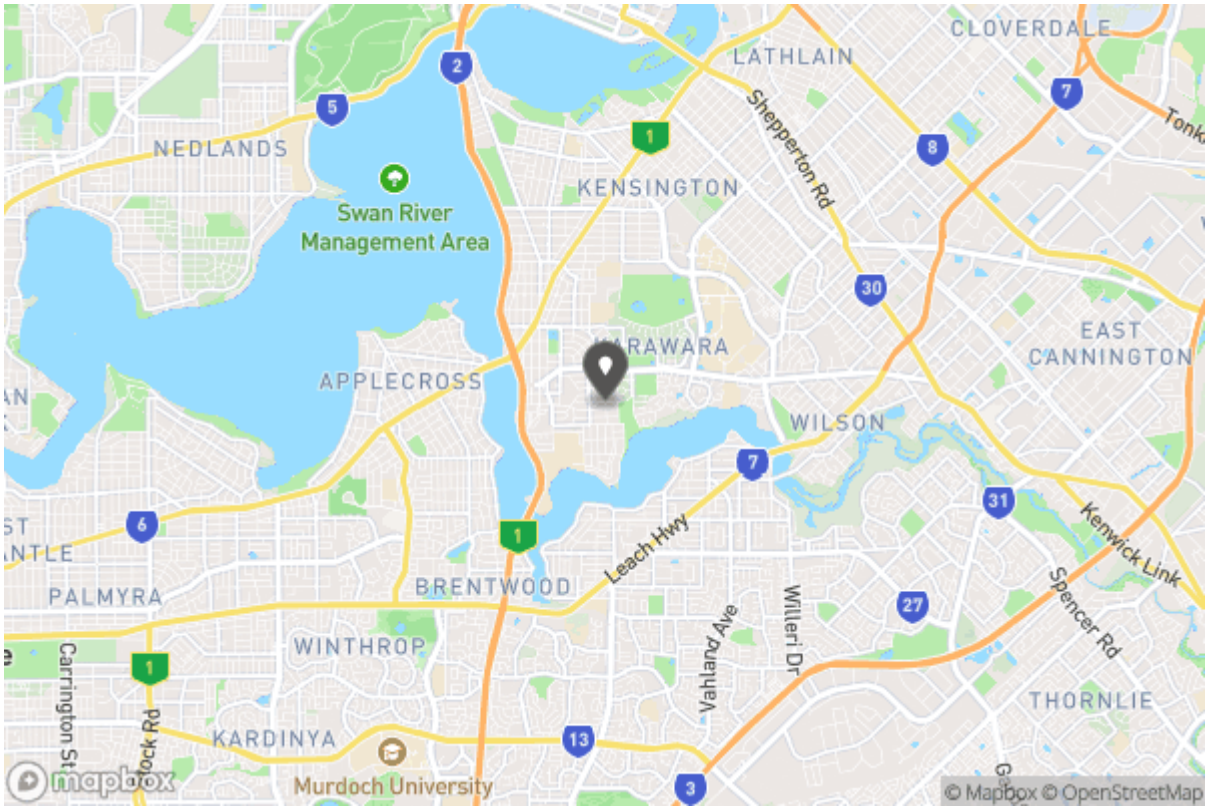 CLOVERDALE
LATHLAIN
2
7
5
Shepperton Rd
1
8
NEDLANDS
KENSINGTON
Swan River
Management Area
30
EAST
CANNINGTON
APPLECROSS
WILSON
7
31
6
1
Leach Hwy
Kenwick Link
BRENTWOOD
PALMYRA
27
Spencer Rd
Willeri Dr
Vahland Ave
WINTHROP
Carrington St
1
THORNLIE
KARDINYA
13
Murdoch University
3
mapbox
© Mapbox © OpenStreetMap